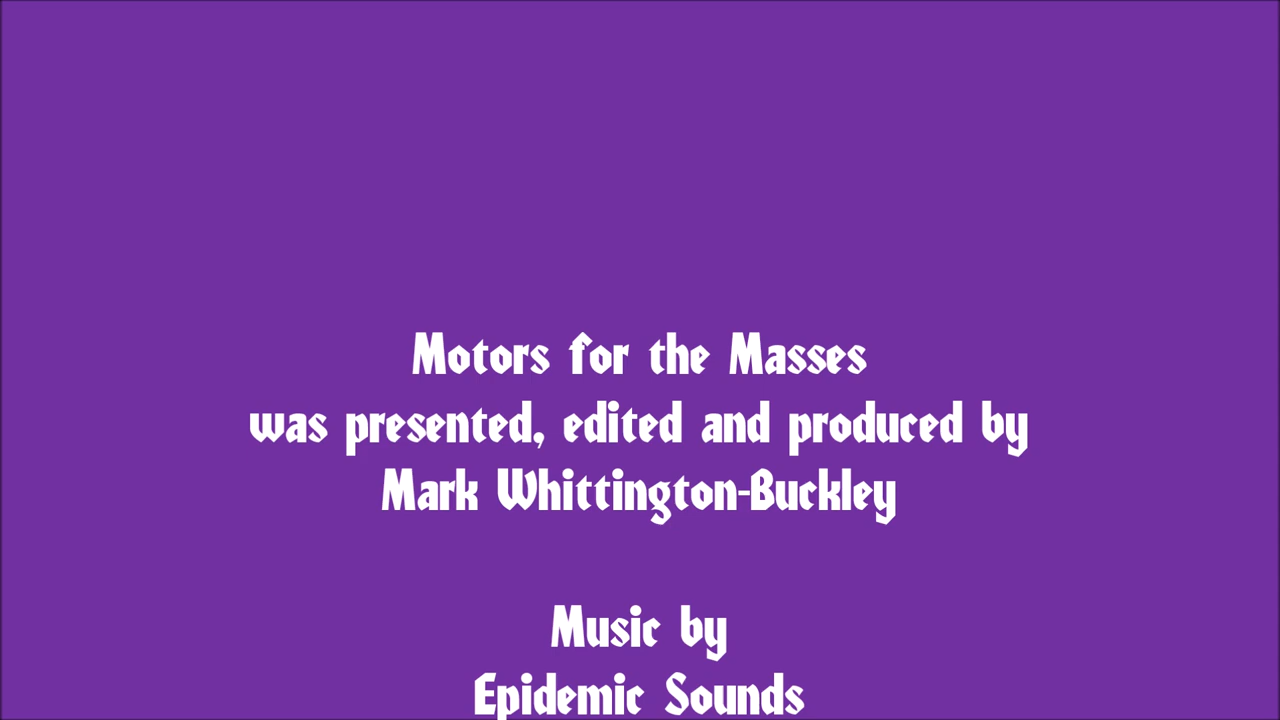 Motors for the Masses
was presented, edited and produced by
Mark Whittington-Buckley
Music by
Epidemic Sounds